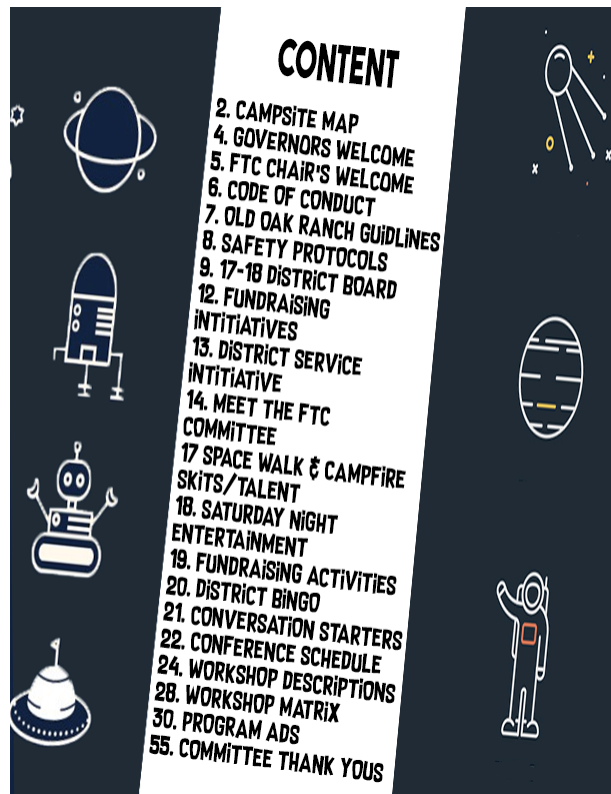 CONTENT
2. CAMPSiTE MAP
4. GOVERNORS WELCOME
5. FTC CHAiR'S WELCOME
6. CODE OF CONDUCT
7. OLD OAK RANCH GUiDLiNES
8. SAFETY PROTOCOLS
9. 17-18 DiSTRiCT BOARD
12. FUNDRAiSiNG
iNTiTiATiVES
13. DiSTRiCT SERViCE
iNTiTiATiVE
14. MEET THE FTC
COMMiTTEE
17 SPACE WALK & CAMPFiRE
SKiTS/TALENT
18. SATURDAY NiGHT
ENTERTAiNMENT
19. FUNDRAiSiNG ACTiViTiES
20. DiSTRiCT BiNGO
21. CONVERSATiON STARTERS
22. CONFERENCE SCHEDULE
24. WORKSHOP DESCRiPTiONS
28. WORKSHOP MATRiX
30. PROGRAM ADS
55. COMMiTTEE THANK YOUS